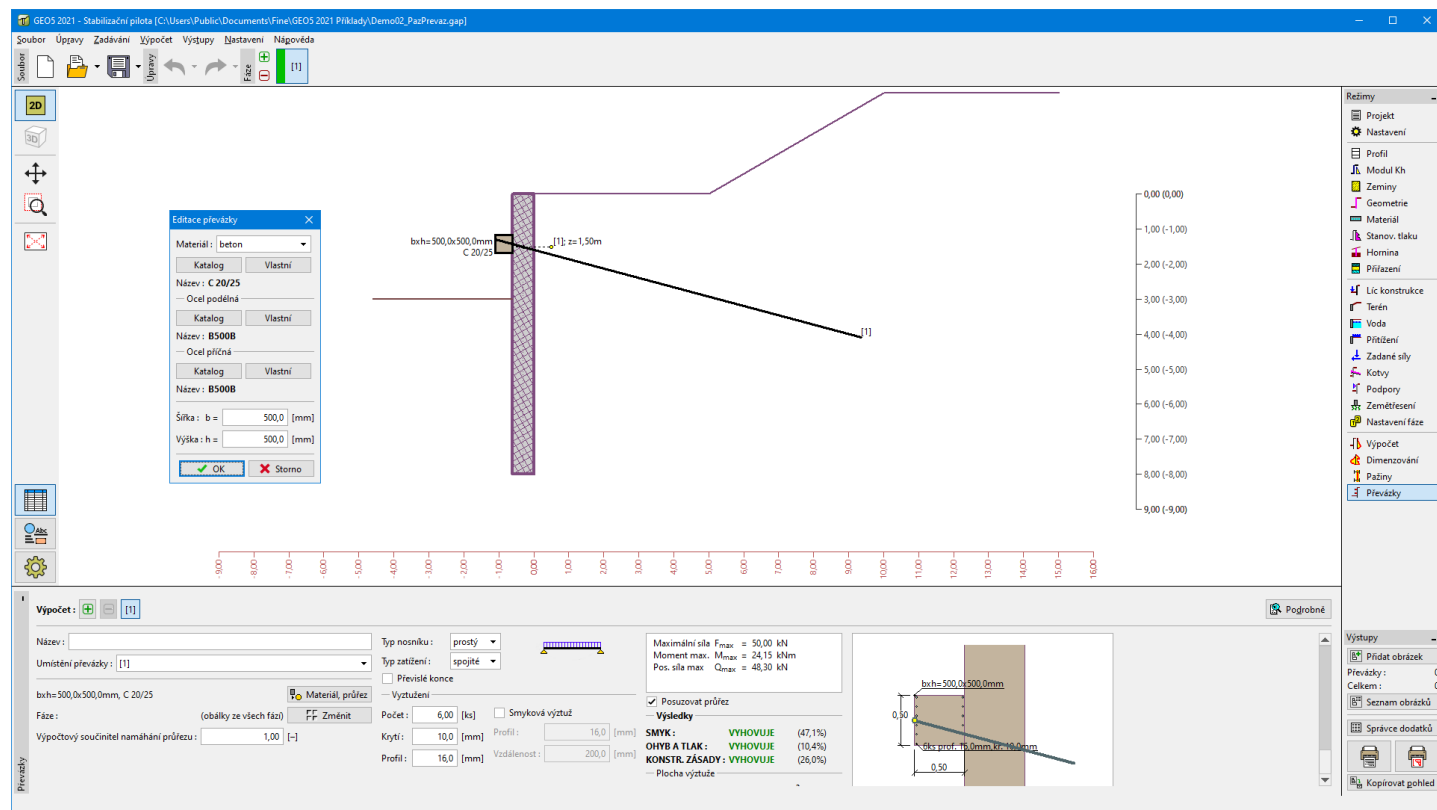 GEO5 2021 - Stabilizační pilota [C:\Users\Public\Documents\Fine\GEO5 2021 Příklady\Demo02_PazPrevaz.gap]
Soubor Úpravy Zadávání Výpočet Výstupy Nastavení Nápověda
Soubor
Úpravy
Fáze
[1]
2D
3D
Editace převázky
Materiál : beton
Katalog Vlastní
Název : C 20/25
Ocel podélná
Katalog Vlastní
Název : B500B
Ocel příčná
Katalog Vlastní
Název : B500B
Šířka : b = 500,0 [mm]
Výška : h = 500,0 [mm]
OK Storno
bxh=500,0x500,0mm
C 20/25
[1]; z=1,50m
[1]
0,00 (0,00)
- 1,00 (-1,00)
- 2,00 (-2,00)
- 3,00 (-3,00)
- 4,00 (-4,00)
- 5,00 (-5,00)
- 6,00 (-6,00)
- 7,00 (-7,00)
- 8,00 (-8,00)
- 9,00 (-9,00)
-9,00 -8,00 -7,00 -6,00 -5,00 -4,00 -3,00 -2,00 -1,00 0,00 1,00 2,00 3,00 4,00 5,00 6,00 7,00 8,00 9,00 10,00 11,00 12,00 13,00 14,00 15,00 16,00
Abc
Režimy
Projekt
Nastavení
Profil
Modul Kh
Zeminy
Geometrie
Materiál
Stanov. tlaku
Hornina
Přiřazení
Líc konstrukce
Terén
Voda
Přitížení
Zadané síly
Kotvy
Podpory
Zemětřesení
Nastavení fáze
Výpočet
Dimenzování
Pažiny
Převázky
Převázky
Výpočet : [1]
Podrobně
Název :
Umístění převázky : [1]
bxh=500,0x500,0mm, C 20/25 Materiál, průřez
Fáze : (obálky ze všech fází) Změnit
Výpočtový součinitel namáhání průřezu : 1,00 [–]
Typ nosníku : prostý
Typ zatížení : spojité
Převislé konce
Vyztužení
Počet : 6,00 [ks] Smyková výztuž
Krytí : 10,0 [mm] Profil : 16,0 [mm]
Profil : 16,0 [mm] Vzdálenost : 200,0 [mm]
Maximální síla Fmax = 50,00 kN
Moment max. Mmax = 24,15 kNm
Pos. síla max Qmax = 48,30 kN
Posuzovat průřez
Výsledky
SMYK : VYHOVUJE (47,1%)
OHYB A TLAK : VYHOVUJE (10,4%)
KONSTR. ZÁSADY : VYHOVUJE (26,0%)
Plocha výztuže
bxh=500,0x500,0mm
0,50
6ks prof. 16,0mm,kr. 10,0mm
0,50
Výstupy
Přidat obrázek
Převázky :
Celkem :
Seznam obrázků
Správce dodatků
Kopírovat pohled